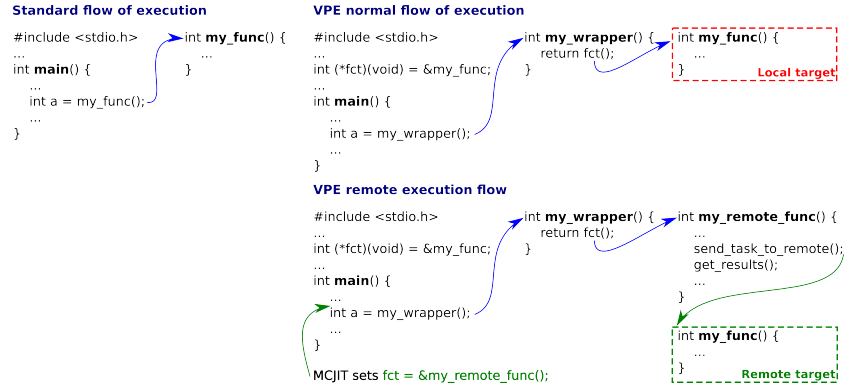 Standard flow of execution
#include <stdio.h>
...
int main() {
...
int a = my_func();
...
}
int my_func() {
...
}
VPE normal flow of execution
#include <stdio.h>
...
int (*fct)(void) = &my_func;
...
int main() {
...
int a = my_wrapper();
...
}
int my_wrapper() {
return fct();
}
int my_func() {
...
}
Local target
VPE remote execution flow
#include <stdio.h>
...
int (*fct)(void) = &my_func;
...
int main() {
...
int a = my_wrapper();
...
}
MCJIT sets fct = &my_remote_func();
int my_wrapper() {
return fct();
}
int my_remote_func() {
...
send_task_to_remote();
get_results();
...
}
int my_func() {
...
}
Remote target